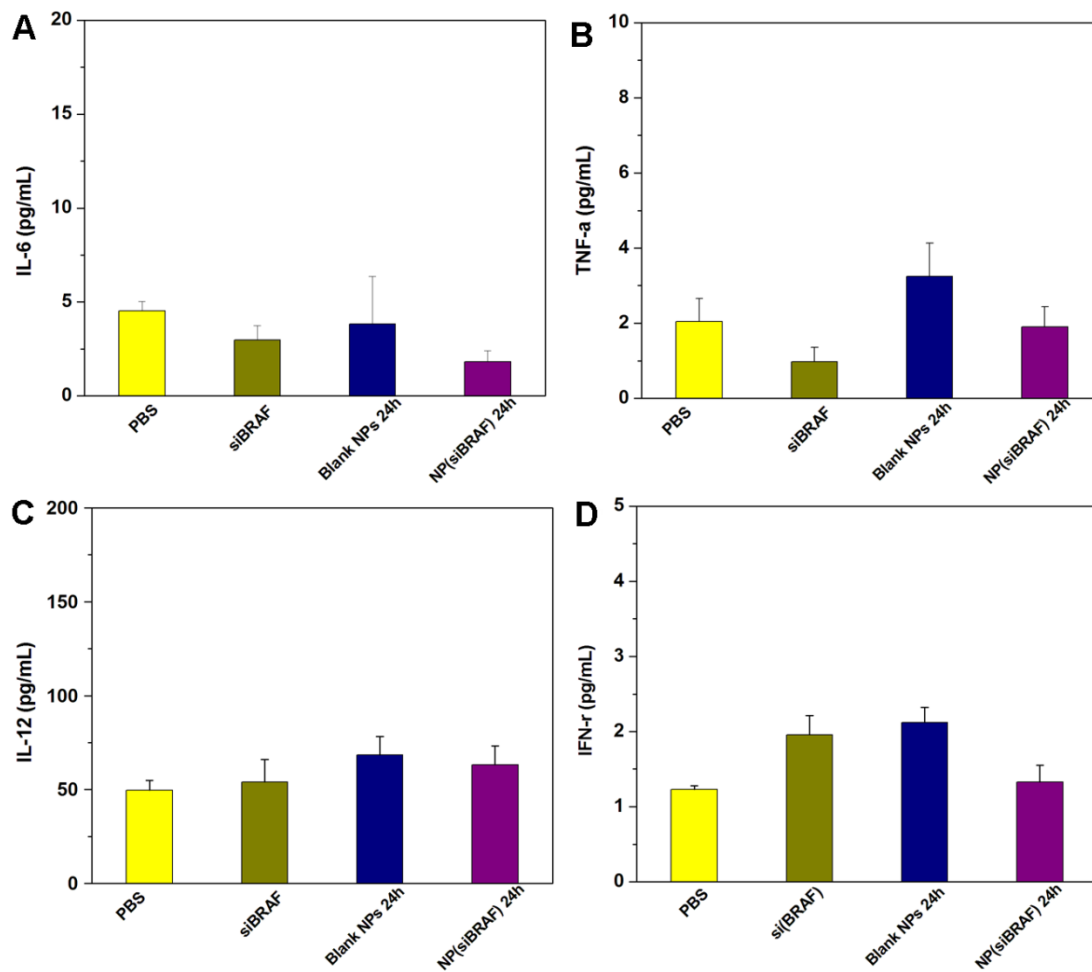 A
IL-6 (pg/mL)
20
15
10
5
0
PBS
siBRAF
Blank NPs 24h
NP(siBRAF) 24h
B
TNF-a (pg/mL)
10
8
6
4
2
0
PBS
siBRAF
Blank NPs 24h
NP(siBRAF) 24h
C
IL-12 (pg/mL)
200
150
100
50
0
PBS
siBRAF
Blank NPs 24h
NP(siBRAF) 24h
D
IFN-r (pg/mL)
5
4
3
2
1
0
PBS
si(BRAF)
Blank NPs 24h
NP(siBRAF) 24h